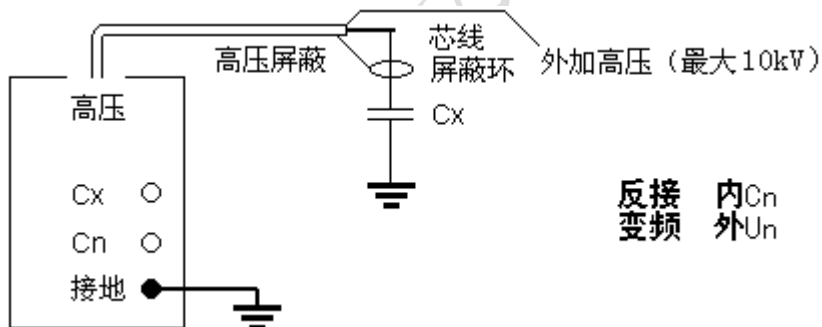 芯线
高压屏蔽
屏蔽环
外加高压（最大10kV）
高压
Cx
Cx
Cn
接地
反接 内Cn
变频 外Un